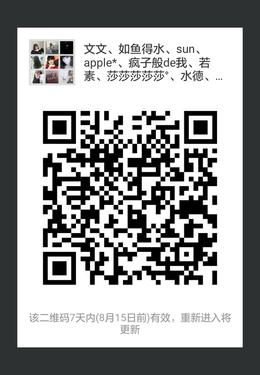 文文、如鱼得水、sun、
apple*、疯子般de我、若
素、莎莎莎莎莎°、水德、...
该二维码7天内(8月15日前)有效，重新进入将
更新